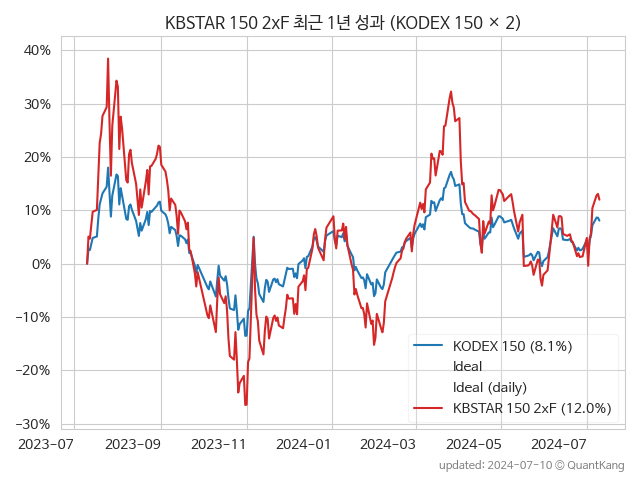 KBSTAR 150 2xF 최근 1년 성과 (KODEX 150 × 2)
40%
30%
20%
10%
0%
−10%
−20%
−30%
KODEX 150 (8.1%)
Ideal
Ideal (daily)
KBSTAR 150 2xF (12.0%)
2023-07 2023-09 2023-11 2024-01 2024-03 2024-05 2024-07
updated: 2024-07-10 © QuantKang